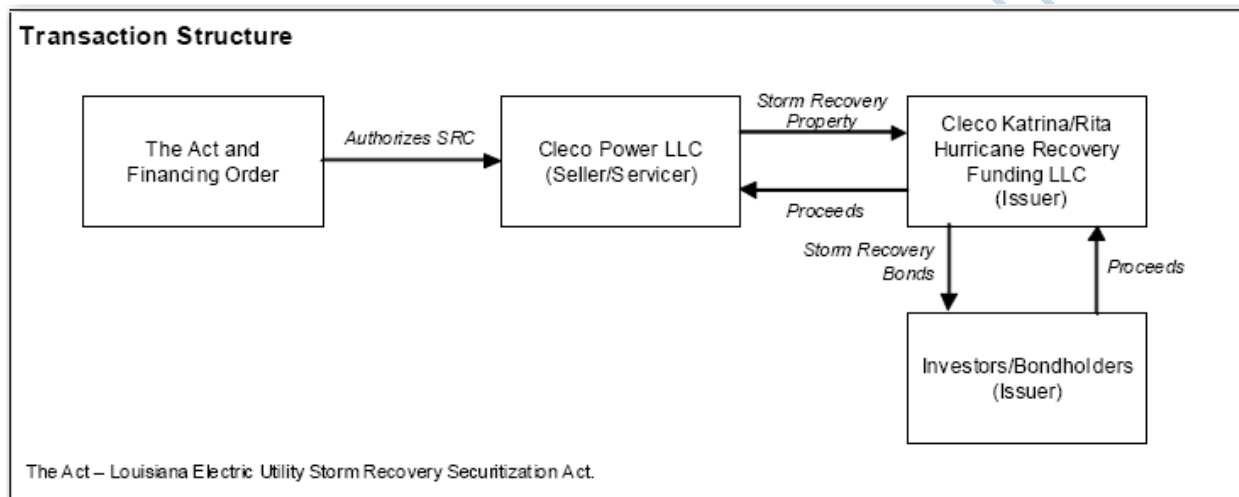 Transaction Structure
The Act and
Financing Order
Authorizes SRC
Cleco Power LLC
(Seller/Servicer)
Storm Recovery
Property
Proceeds
Cleco Katrina/Rita
Hurricane Recovery
Funding LLC
(Issuer)
Storm Recovery
Bonds
Proceeds
Investors/Bondholders
(Issuer)
The Act – Louisiana Electric Utility Storm Recovery Securitization Act.